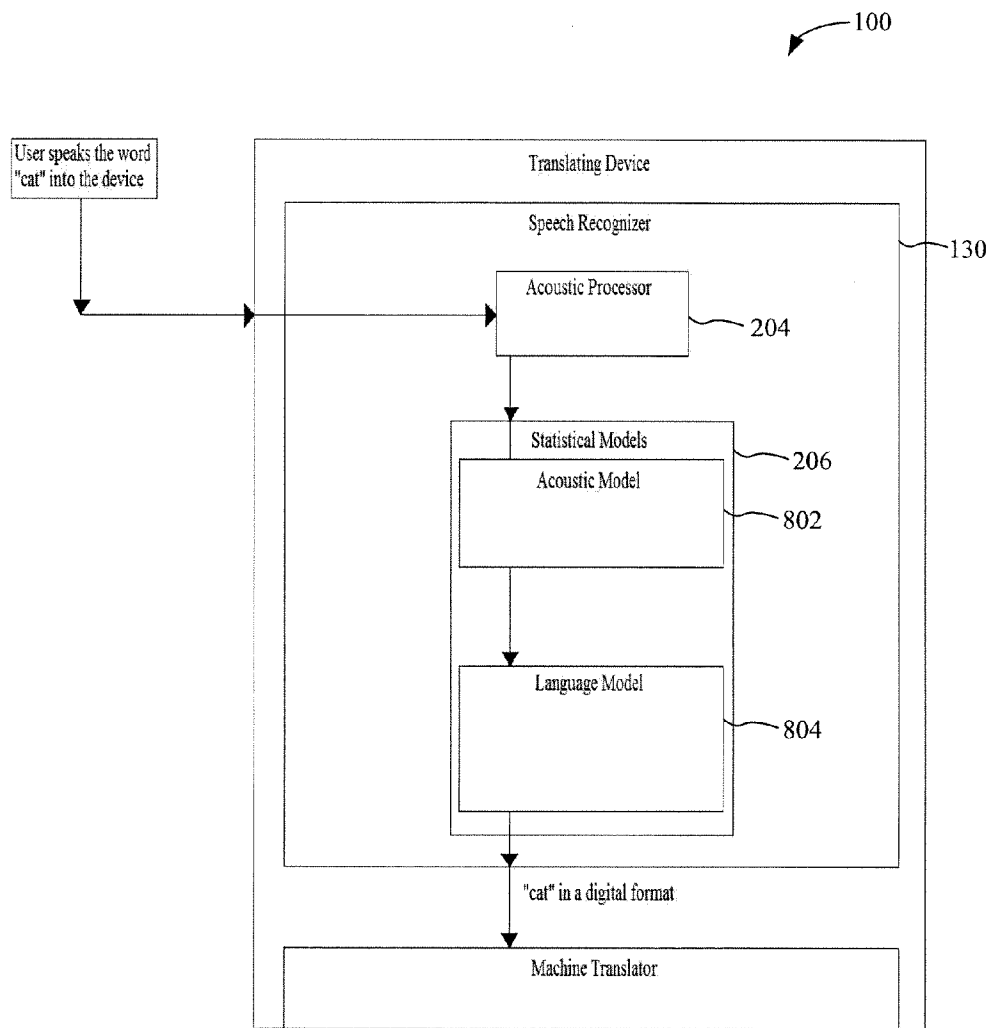 100
User speaks the word
"cat" into the device
Translating Device
Speech Recognizer
130
Acoustic Processor
204
Statistical Models
206
Acoustic Model
802
Language Model
804
"cat" in a digital format
Machine Translator